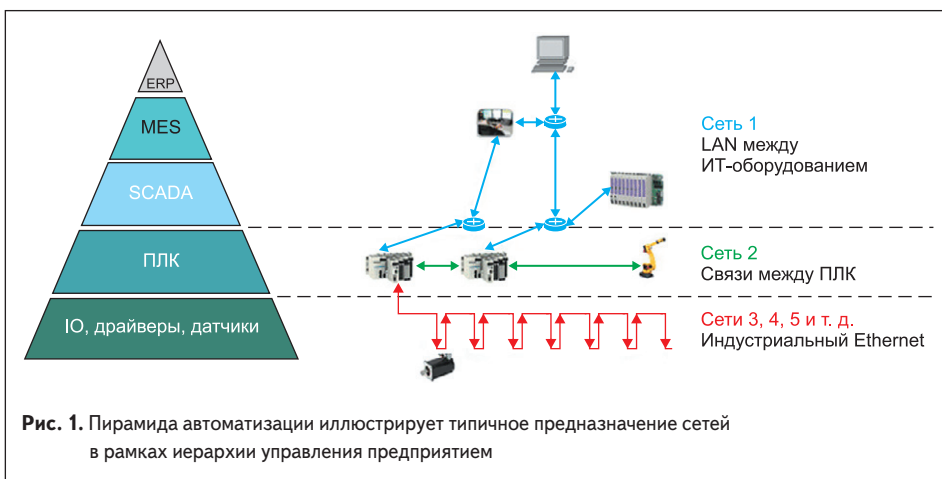 ERP
MES
SCADA
ПЛК
IO, драйверы, датчики
Сеть 1
LAN между
ИТ-оборудованием
Сеть 2
Связи между ПЛК
Сети 3, 4, 5 и т. д.
Индустриальный Ethernet
Рис. 1. Пирамида автоматизации иллюстрирует типичное предназначение сетей
в рамках иерархии управления предприятием